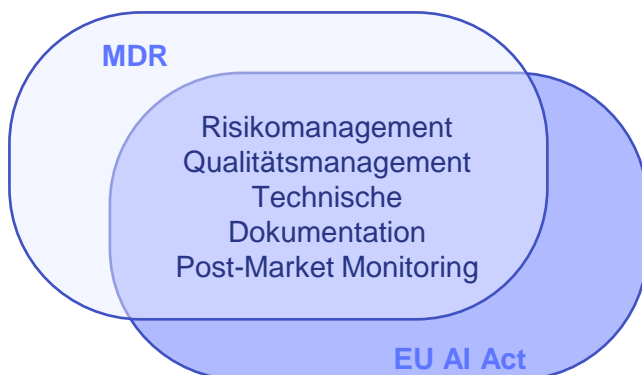 MDR
Risikomanagement
Qualitätsmanagement
Technische
Dokumentation
Post-Market Monitoring
EU AI Act